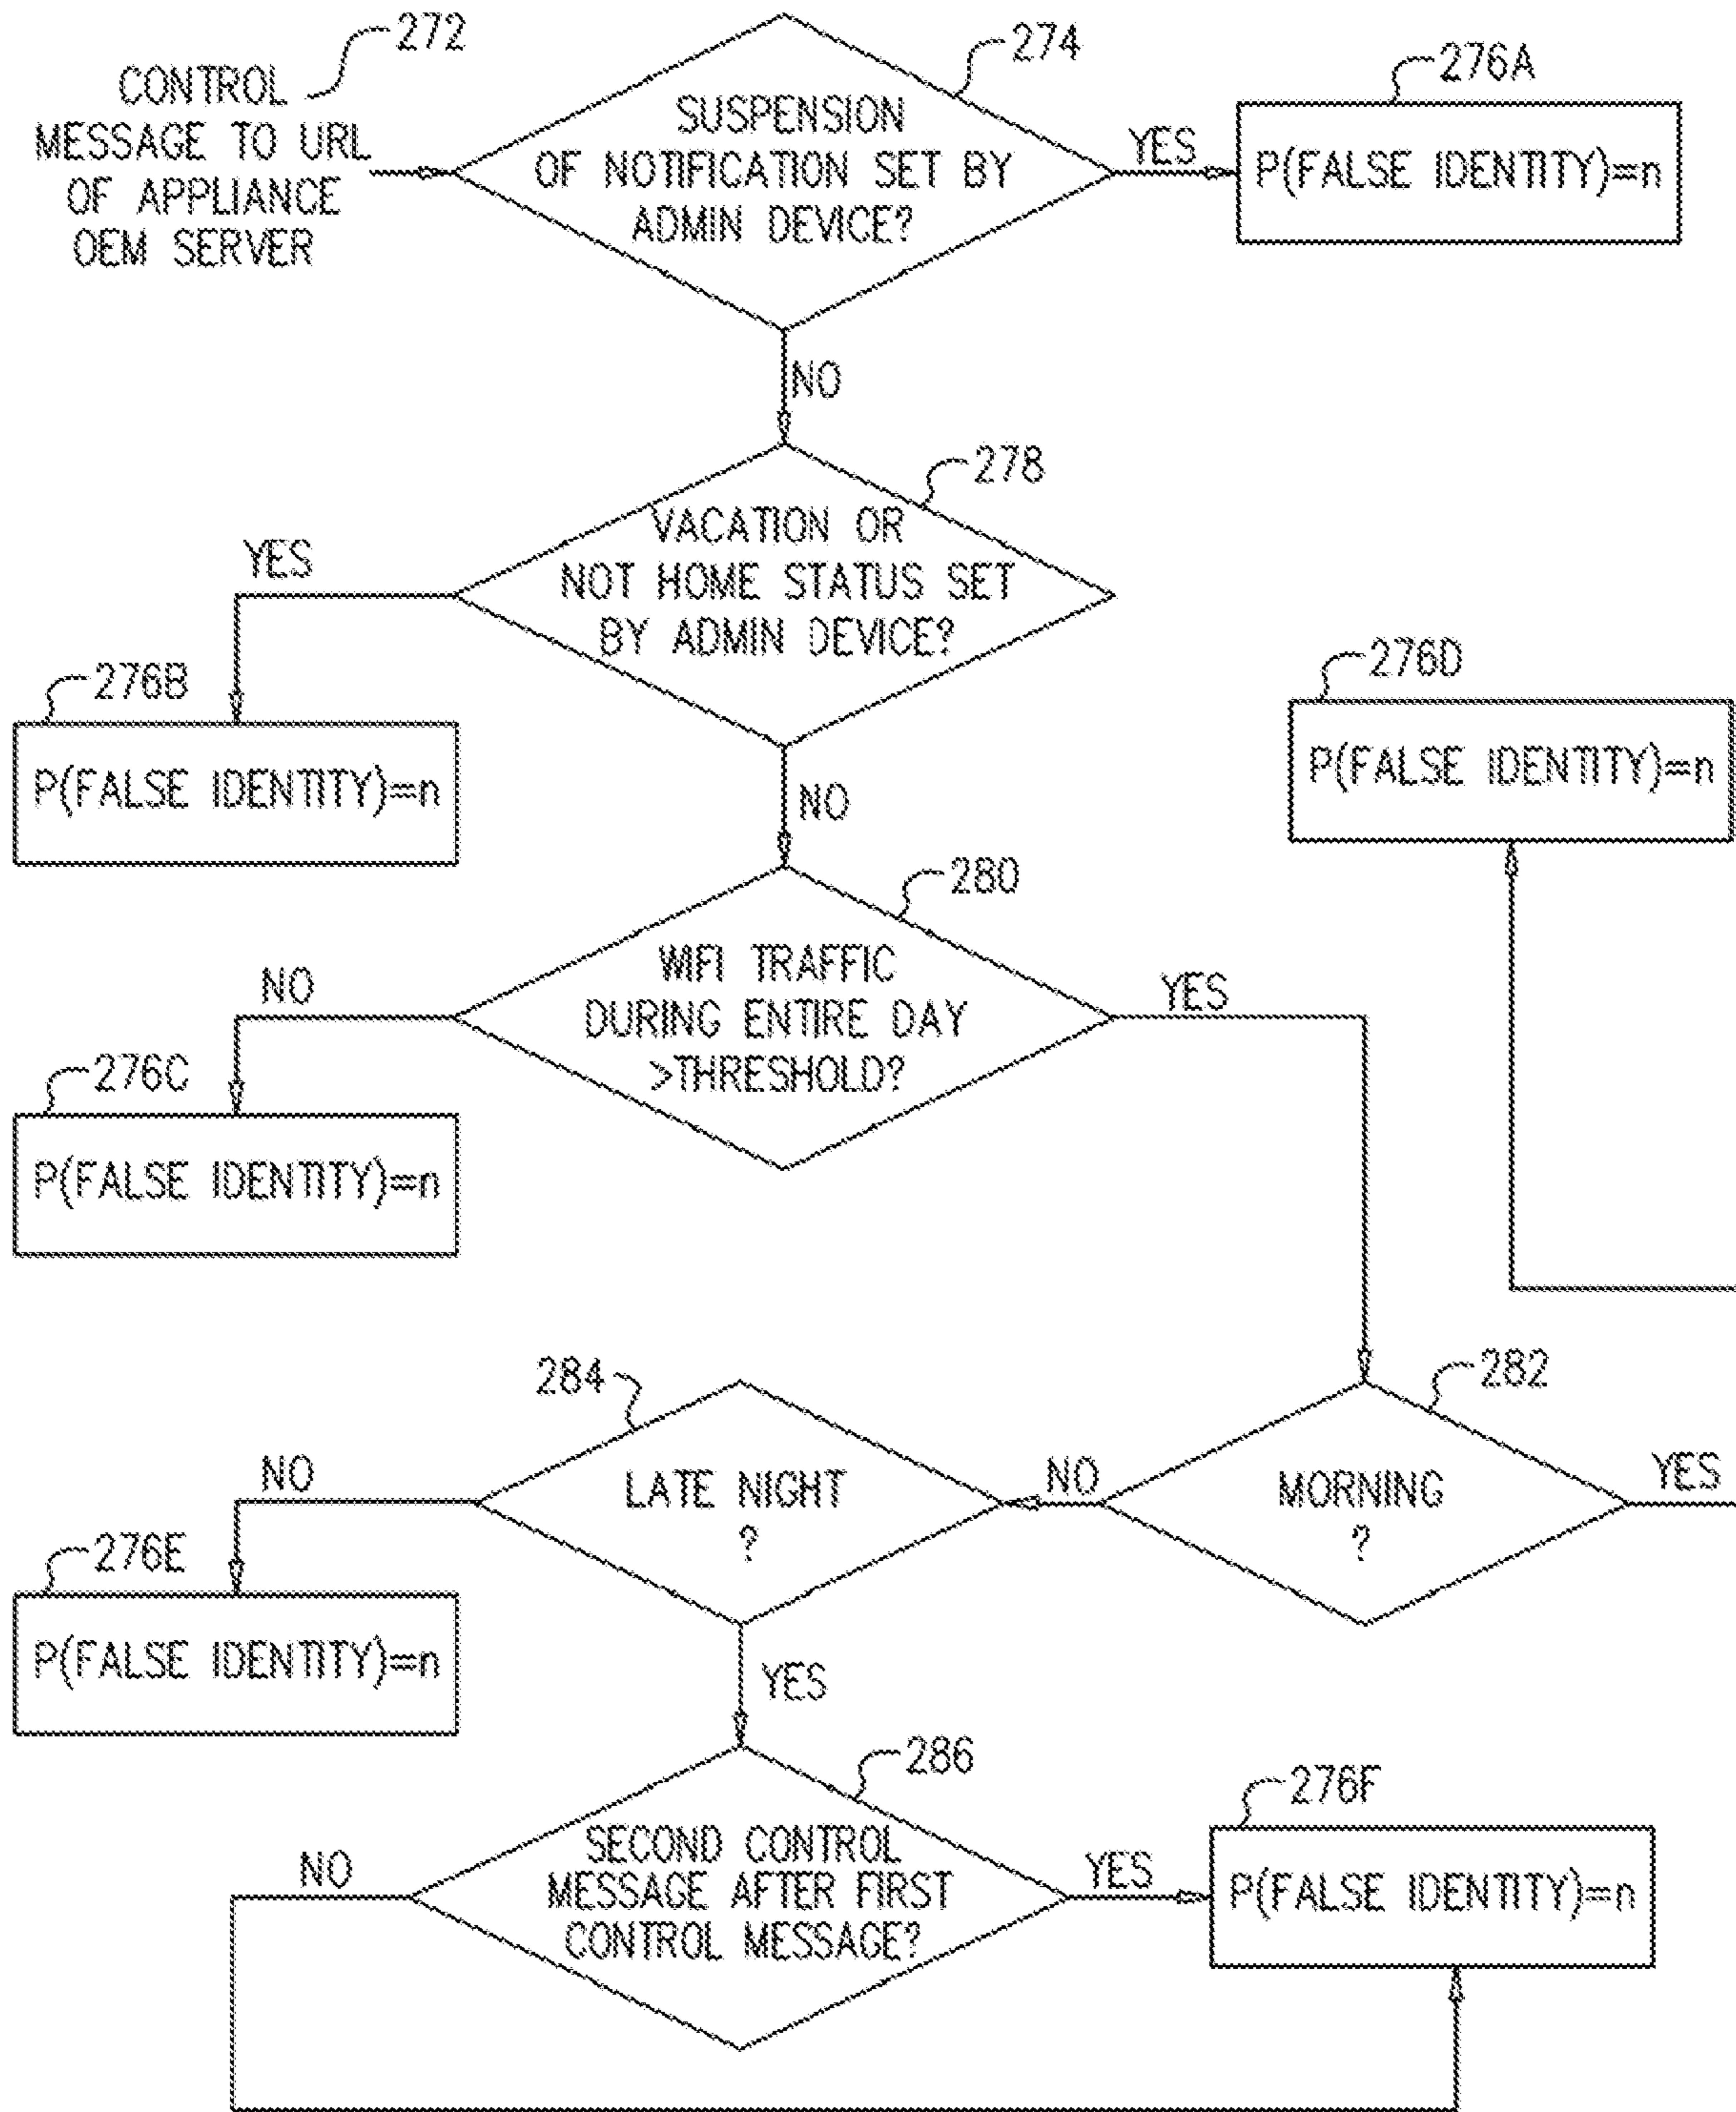 272
CONTROL
MESSAGE TO URL
OF APPLIANCE
OEM SERVER
274
SUSPENSION
OF NOTIFICATION SET BY
ADMIN DEVICE?
YES
276A
P(FALSE IDENTITY)=n
NO
278
VACATION OR
NOT HOME STATUS SET
BY ADMIN DEVICE?
YES
276B
P(FALSE IDENTITY)=n
NO
276D
P(FALSE IDENTITY)=n
280
WIFI TRAFFIC
DURING ENTIRE DAY
>THRESHOLD?
NO
YES
276C
P(FALSE IDENTITY)=n
282
MORNING
?
YES
NO
284
LATE NIGHT
?
NO
276E
P(FALSE IDENTITY)=n
YES
286
SECOND CONTROL
MESSAGE AFTER FIRST
CONTROL MESSAGE?
NO
YES
276F
P(FALSE IDENTITY)=n